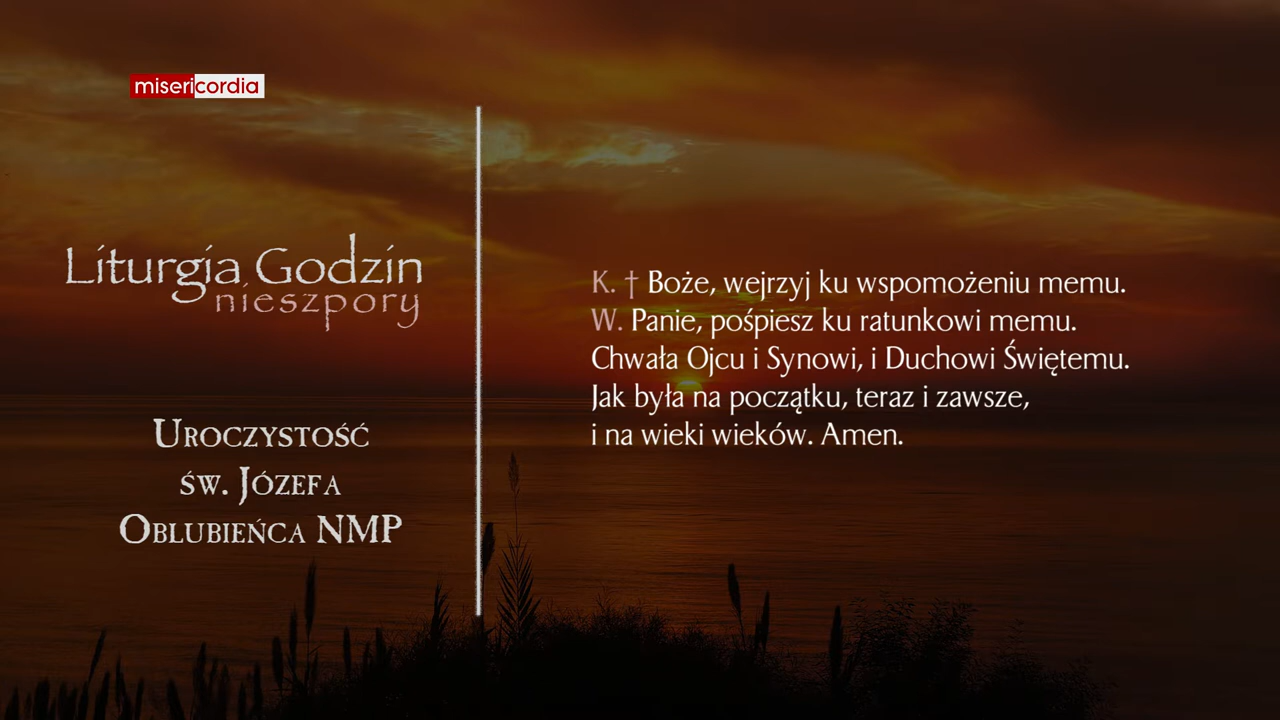 misericordia
Liturgia Godzin
nieszpory
Uroczystość
św. Józefa
Oblubieńca NMP
K. † Boże, wejrzyj ku wspomożeniu memu.
W. Panie, pośpiesz ku ratunkowi memu.
Chwała Ojcu i Synowi, i Duchowi Świętemu.
Jak była na początku, teraz i zawsze,
i na wieki wieków. Amen.